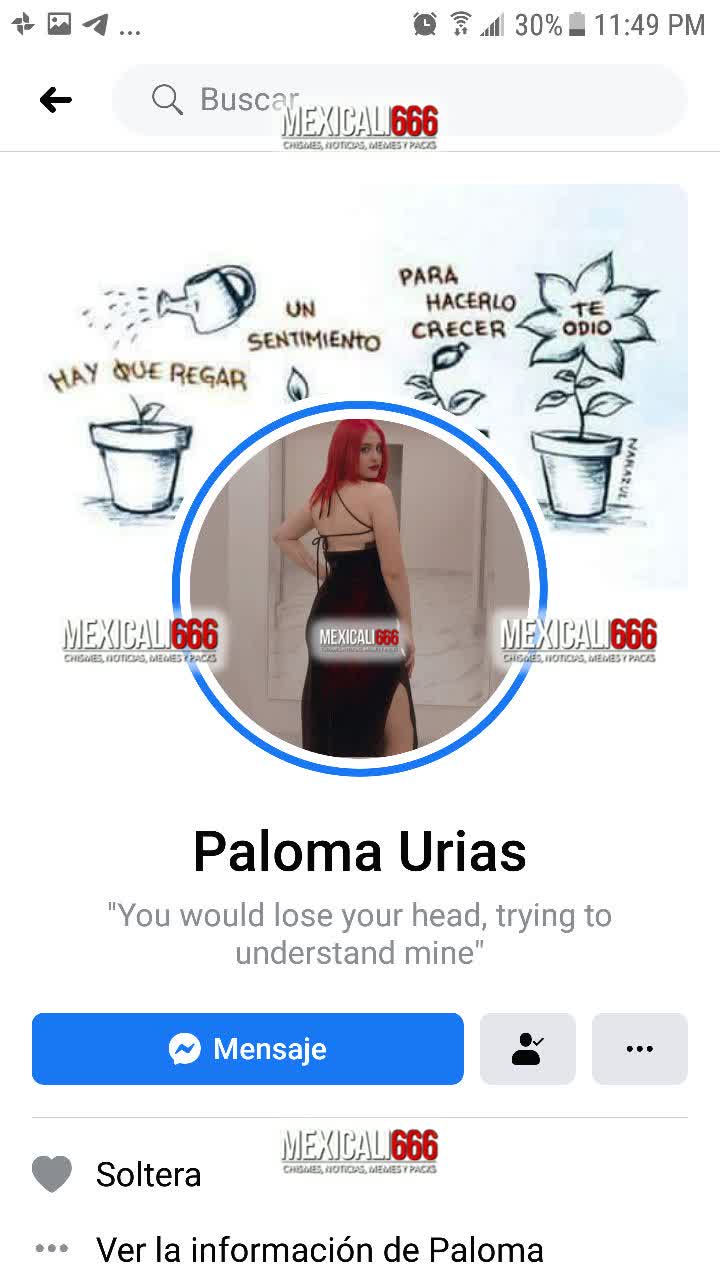 ... 30% 11:49 PM
Buscar
MEXICALI666
CHISMES, NOTICIAS, MEMES Y PACKS
HAY QUE REGAR
UN
SENTIMIENTO
PARA
HACERLO
CRECER
TE
ODIO
MARAZUL
MEXICALI666
CHISMES, NOTICIAS, MEMES Y PACKS
MEXICALI666
MEXICALI666
CHISMES, NOTICIAS, MEMES Y PACKS
Paloma Urias
"You would lose your head, trying to
understand mine"
Mensaje
MEXICALI666
CHISMES, NOTICIAS, MEMES Y PACKS
Soltera
Ver la información de Paloma